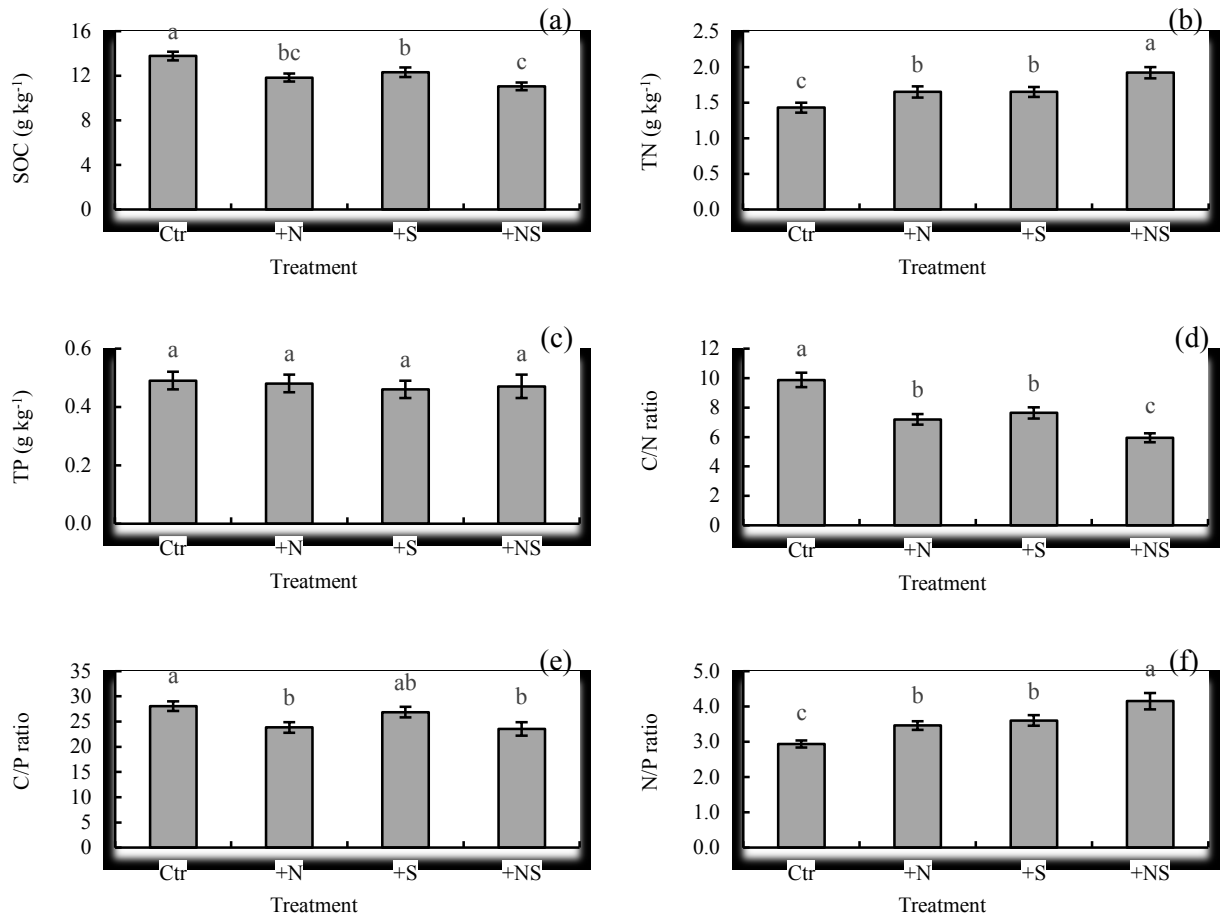 (a)
SOC (g kg⁻¹)
16
12
8
4
0
a
bc
b
c
Ctr +N +S +NS
Treatment
(b)
TN (g kg⁻¹)
2.5
2.0
1.5
1.0
0.5
0.0
c
b
b
a
Ctr +N +S +NS
Treatment
(c)
TP (g kg⁻¹)
0.6
0.4
0.2
0.0
a
a
a
a
Ctr +N +S +NS
Treatment
(d)
C/N ratio
12
10
8
6
4
2
0
a
b
b
c
Ctr +N +S +NS
Treatment
(e)
C/P ratio
35
30
25
20
15
10
5
0
a
b
ab
b
Ctr +N +S +NS
Treatment
(f)
N/P ratio
5.0
4.0
3.0
2.0
1.0
0.0
c
b
b
a
Ctr +N +S +NS
Treatment